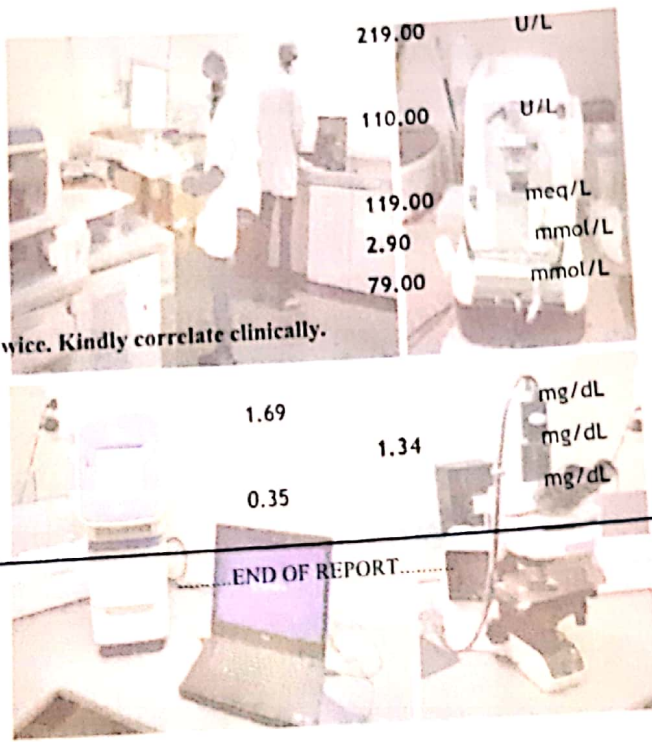 219.00 U/L
110.00 U/L
119.00 meq/L
2.90 mmol/L
79.00 mmol/L
wice. Kindly correlate clinically.
1.69 mg/dL
1.34 mg/dL
0.35 mg/dL
.........END OF REPORT...........